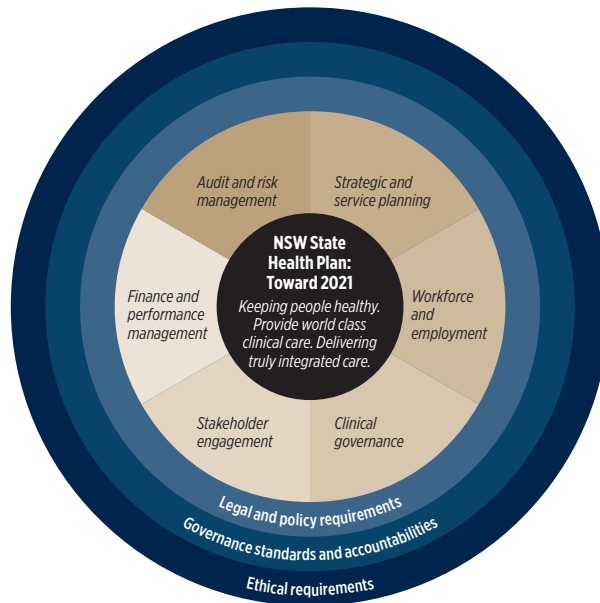 Audit and risk
management
Strategic and
service planning
NSW State
Health Plan:
Toward 2021
Keeping people healthy.
Provide world class
clinical care. Delivering
truly integrated care.
Finance and
performance
management
Workforce
and
employment
Stakeholder
engagement
Clinical
governance
Legal and policy requirements
Governance standards and accountabilities
Ethical requirements